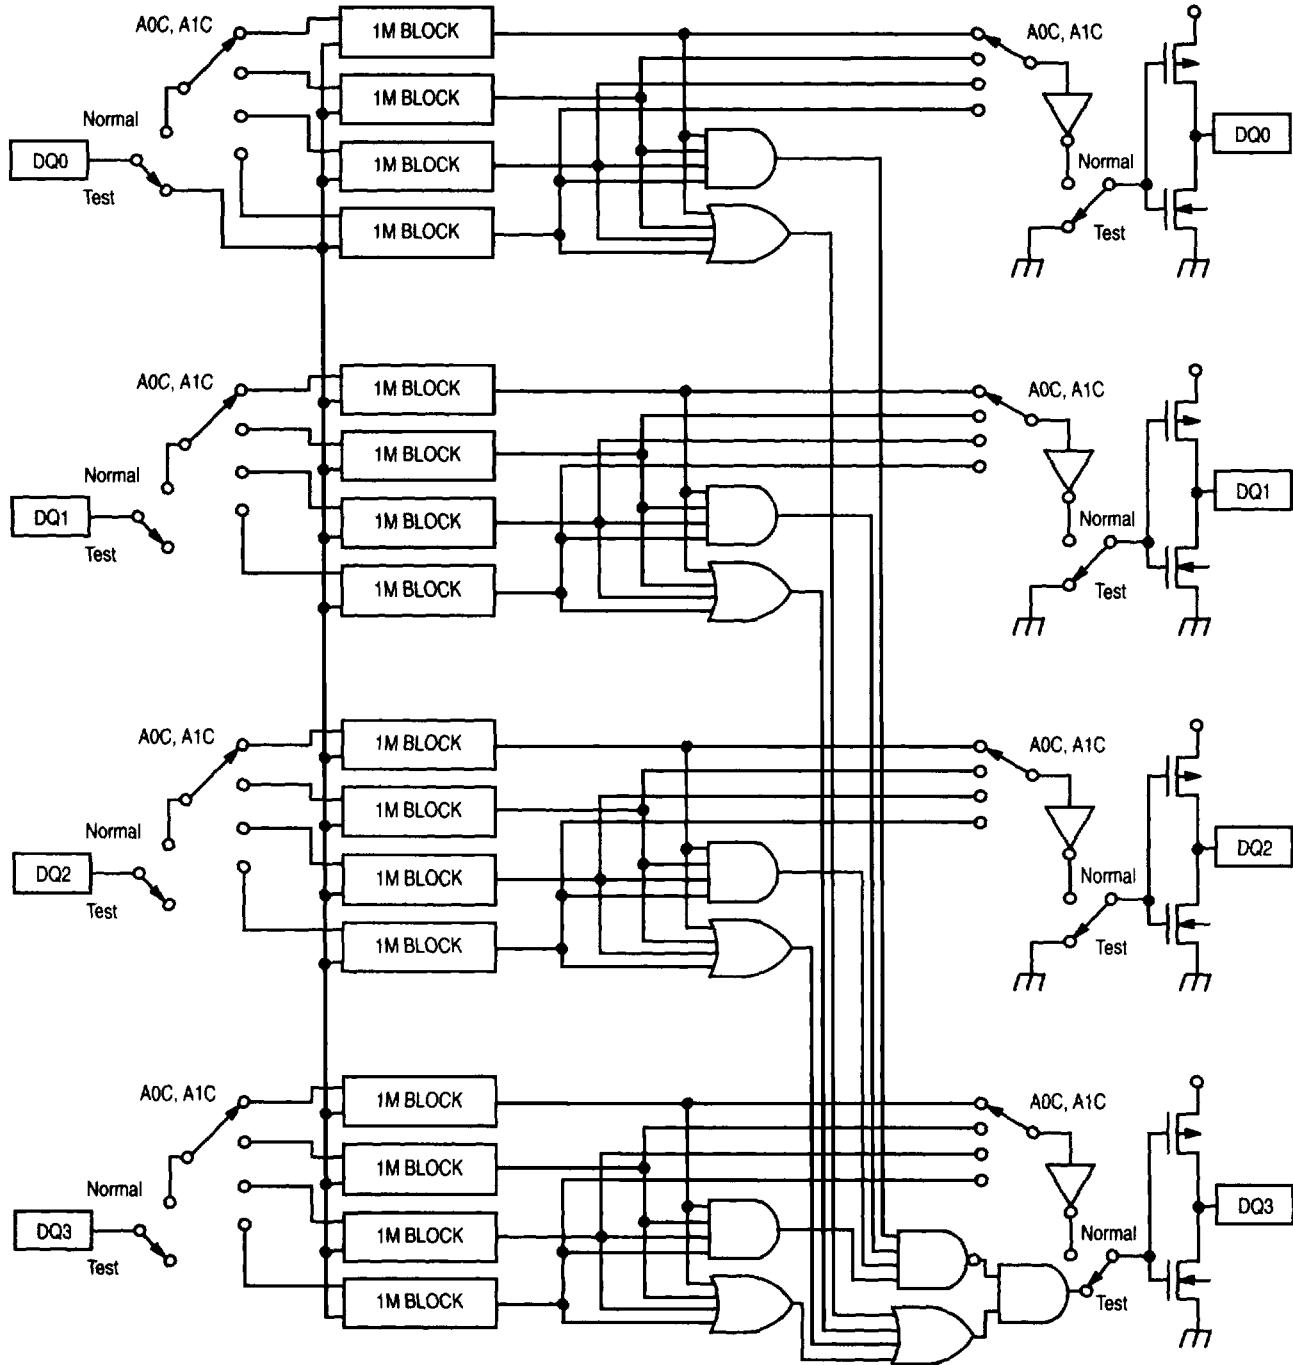 A0C, A1C
1M BLOCK
A0C, A1C
1M BLOCK
Normal
DQ0
1M BLOCK
Normal
DQ0
Test
1M BLOCK
Test
A0C, A1C
1M BLOCK
A0C, A1C
1M BLOCK
Normal
DQ1
1M BLOCK
Normal
DQ1
Test
1M BLOCK
Test
A0C, A1C
1M BLOCK
A0C, A1C
1M BLOCK
Normal
DQ2
1M BLOCK
Normal
DQ2
Test
1M BLOCK
Test
A0C, A1C
1M BLOCK
A0C, A1C
1M BLOCK
Normal
DQ3
1M BLOCK
Normal
DQ3
Test
1M BLOCK
Test